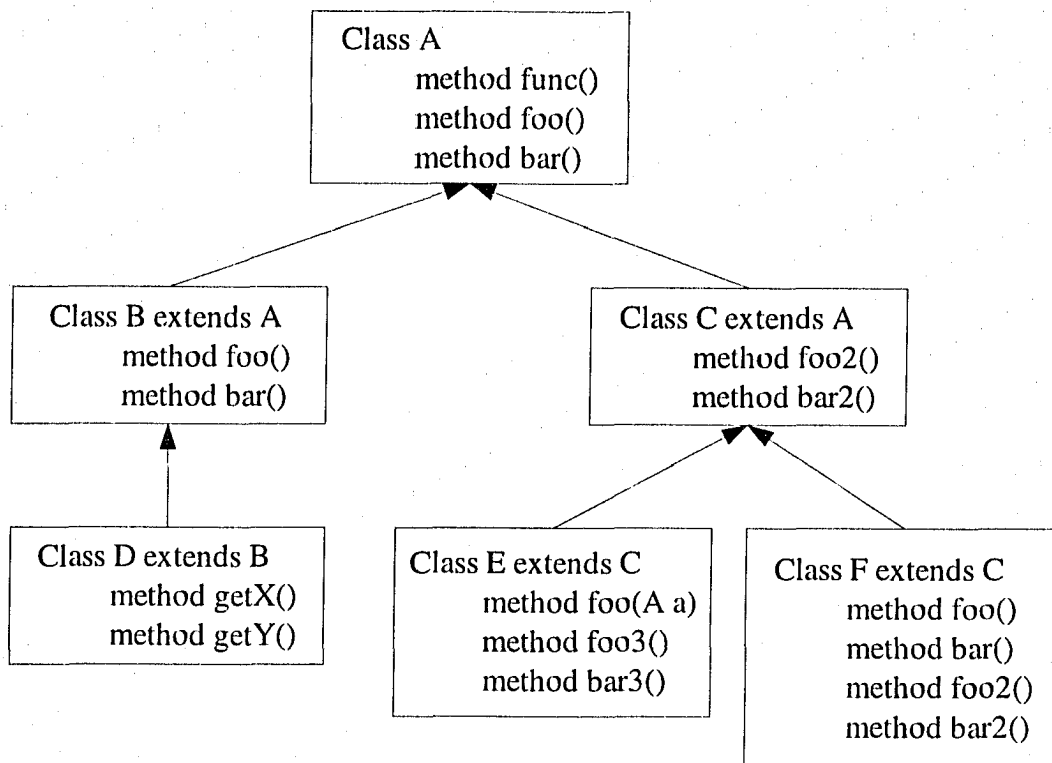 Class A
method func()
method foo()
method bar()
Class B extends A
method foo()
method bar()
Class C extends A
method foo2()
method bar2()
Class D extends B
method getX()
method getY()
Class E extends C
method foo(A a)
method foo3()
method bar3()
Class F extends C
method foo()
method bar()
method foo2()
method bar2()